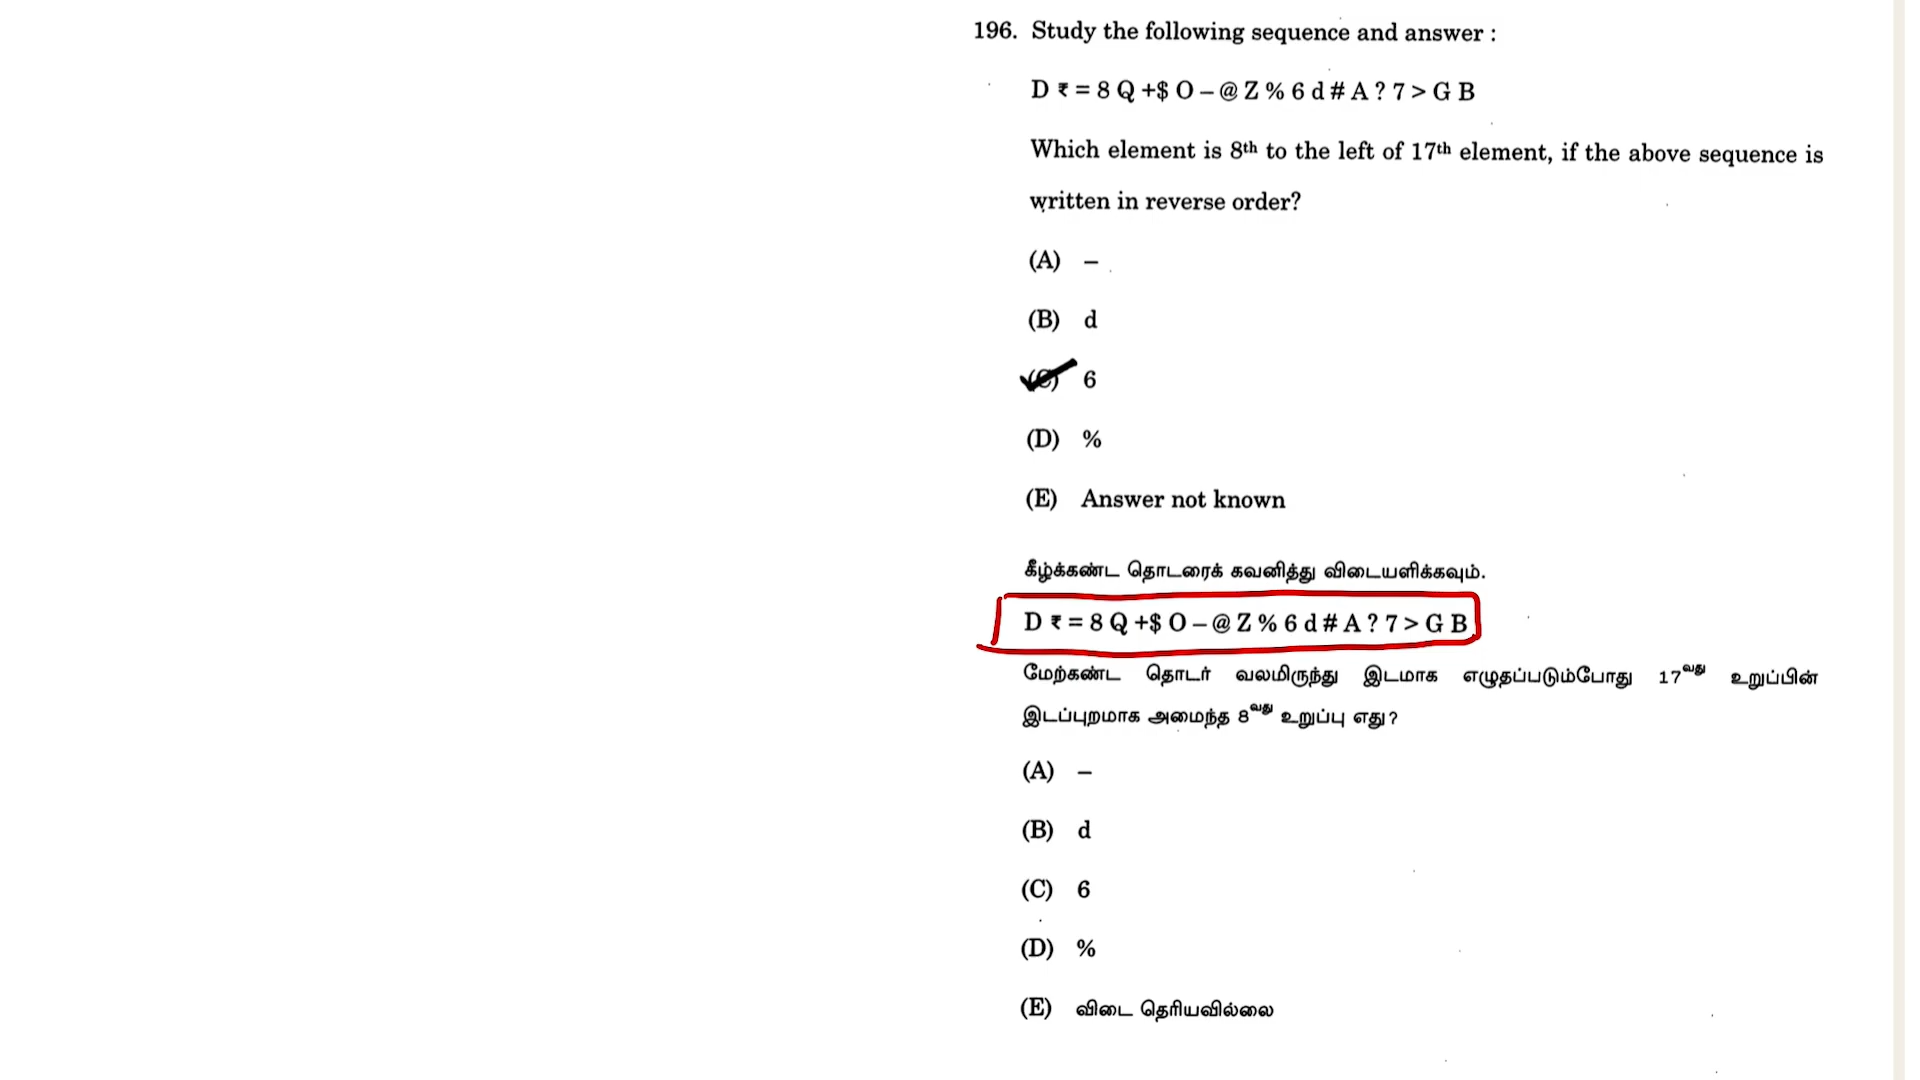 196. Study the following sequence and answer :
D ₹ = 8 Q +$ O – @ Z % 6 d # A ? 7 > G B
Which element is 8th to the left of 17th element, if the above sequence is
written in reverse order?
(A) –
(B) d
(C) 6
(D) %
(E) Answer not known
கீழ்க்கண்ட தொடரைக் கவனித்து விடையளிக்கவும்.
D ₹ = 8 Q +$ O – @ Z % 6 d # A ? 7 > G B
மேற்கண்ட தொடர் வலமிருந்து இடமாக எழுதப்படும்போது 17வது உறுப்பின்
இடப்புறமாக அமைந்த 8வது உறுப்பு எது?
(A) –
(B) d
(C) 6
(D) %
(E) விடை தெரியவில்லை